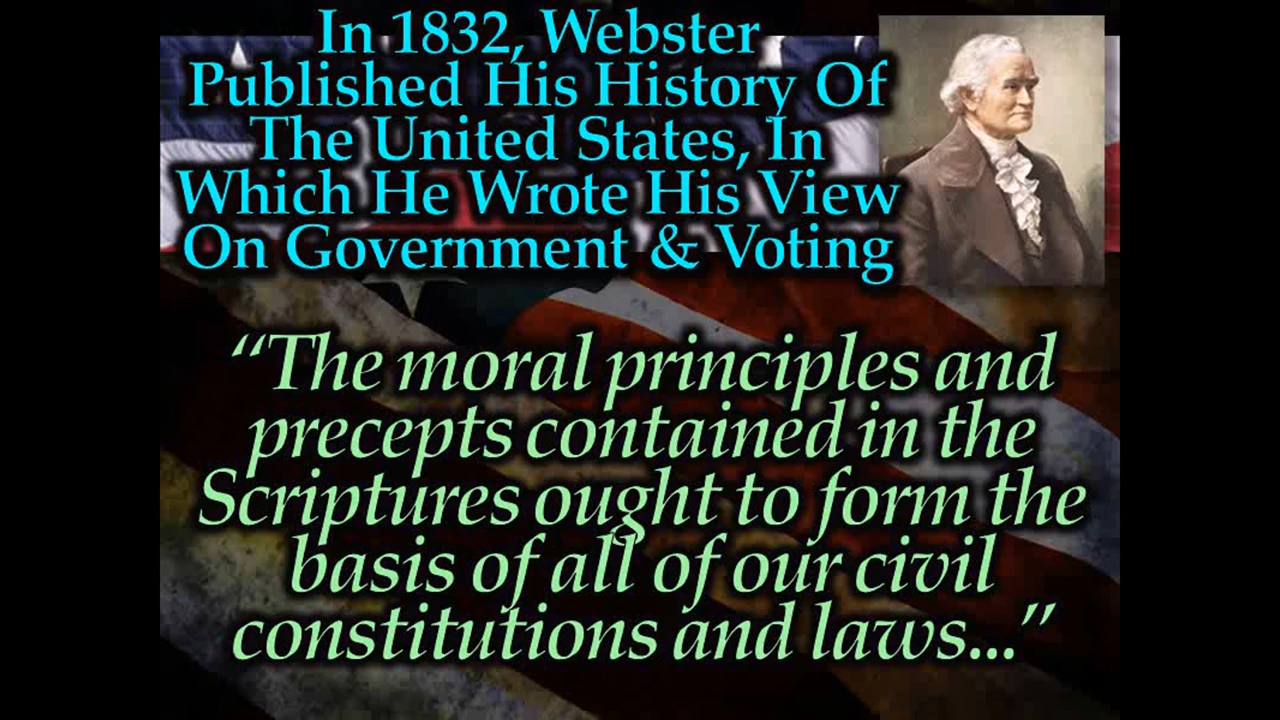 In 1832, Webster
Published His History Of
The United States, In
Which He Wrote His View
On Government & Voting
“The moral principles and
precepts contained in the
Scriptures ought to form the
basis of all of our civil
constitutions and laws...”